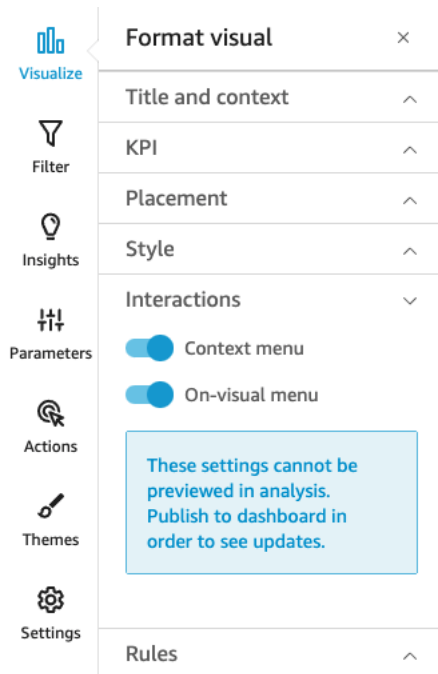 Visualize
Filter
Insights
Parameters
Actions
Themes
Settings
Format visual
Title and context
KPI
Placement
Style
Interactions
Context menu
On-visual menu
These settings cannot be
previewed in analysis.
Publish to dashboard in
order to see updates.
Rules